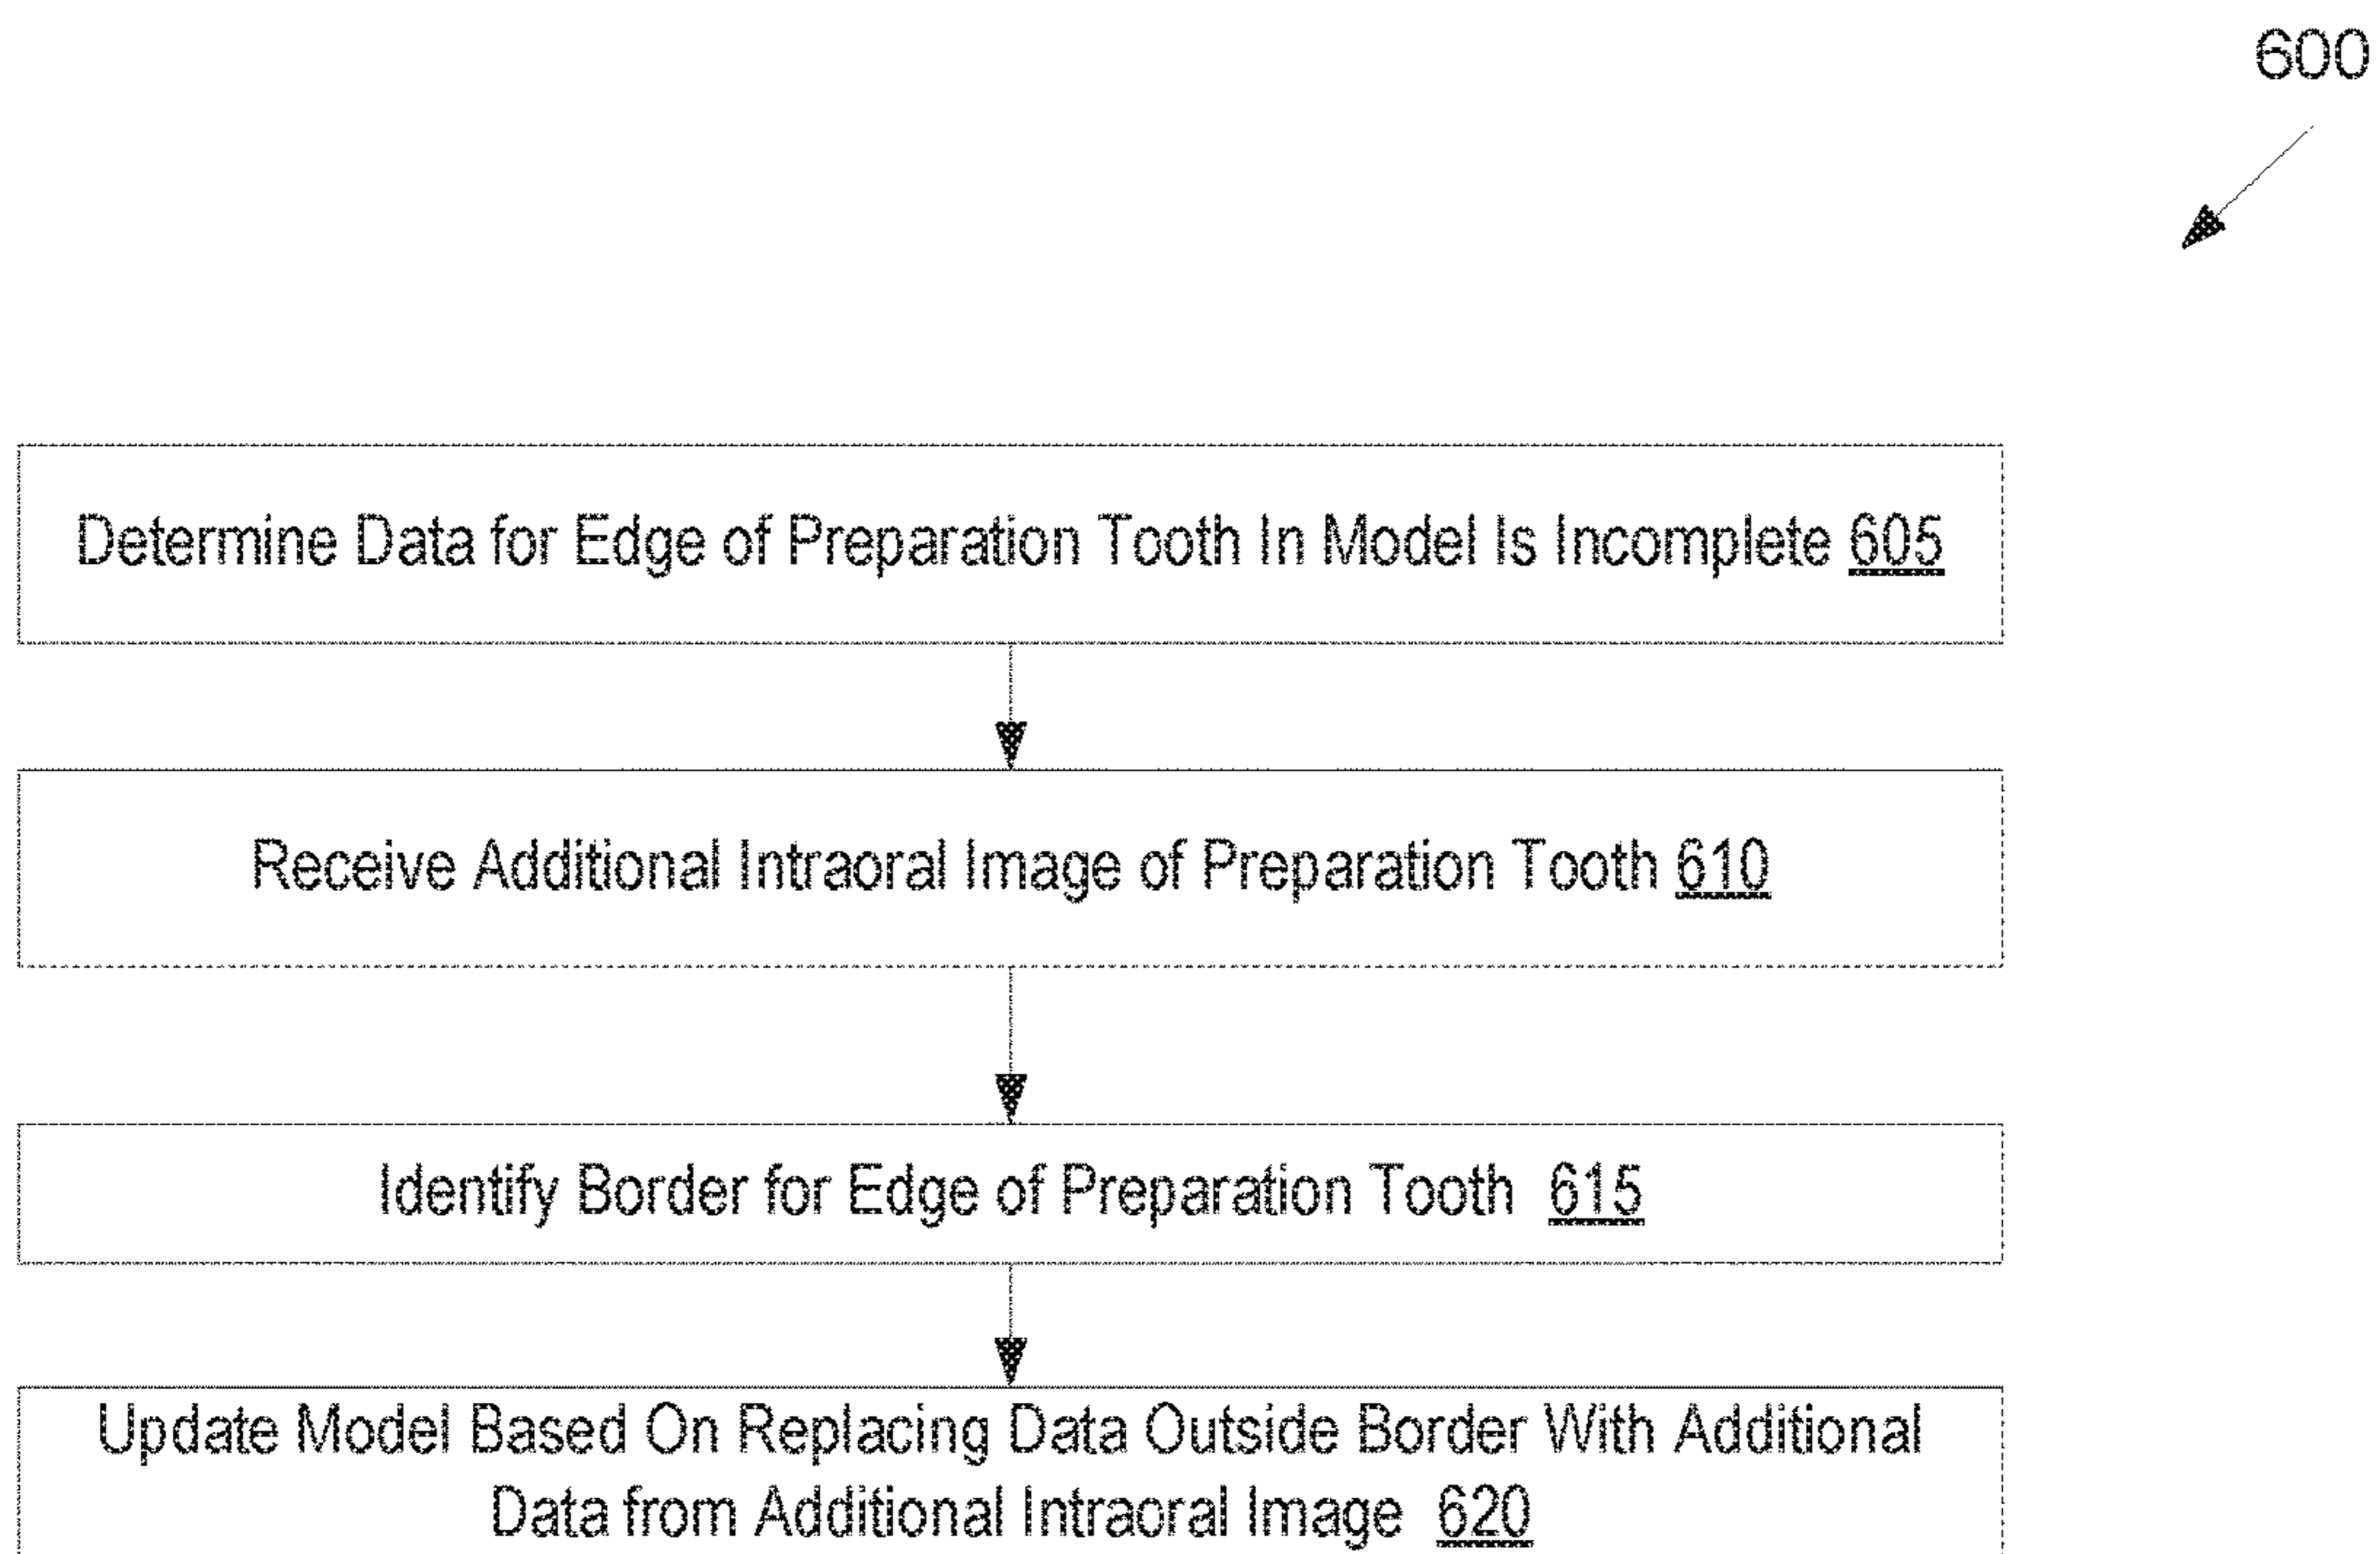 600
Determine Data for Edge of Preparation Tooth In Model Is Incomplete 605
Receive Additional Intraoral Image of Preparation Tooth 610
Identify Border for Edge of Preparation Tooth 615
Update Model Based On Replacing Data Outside Border With Additional
Data from Additional Intraoral Image 620